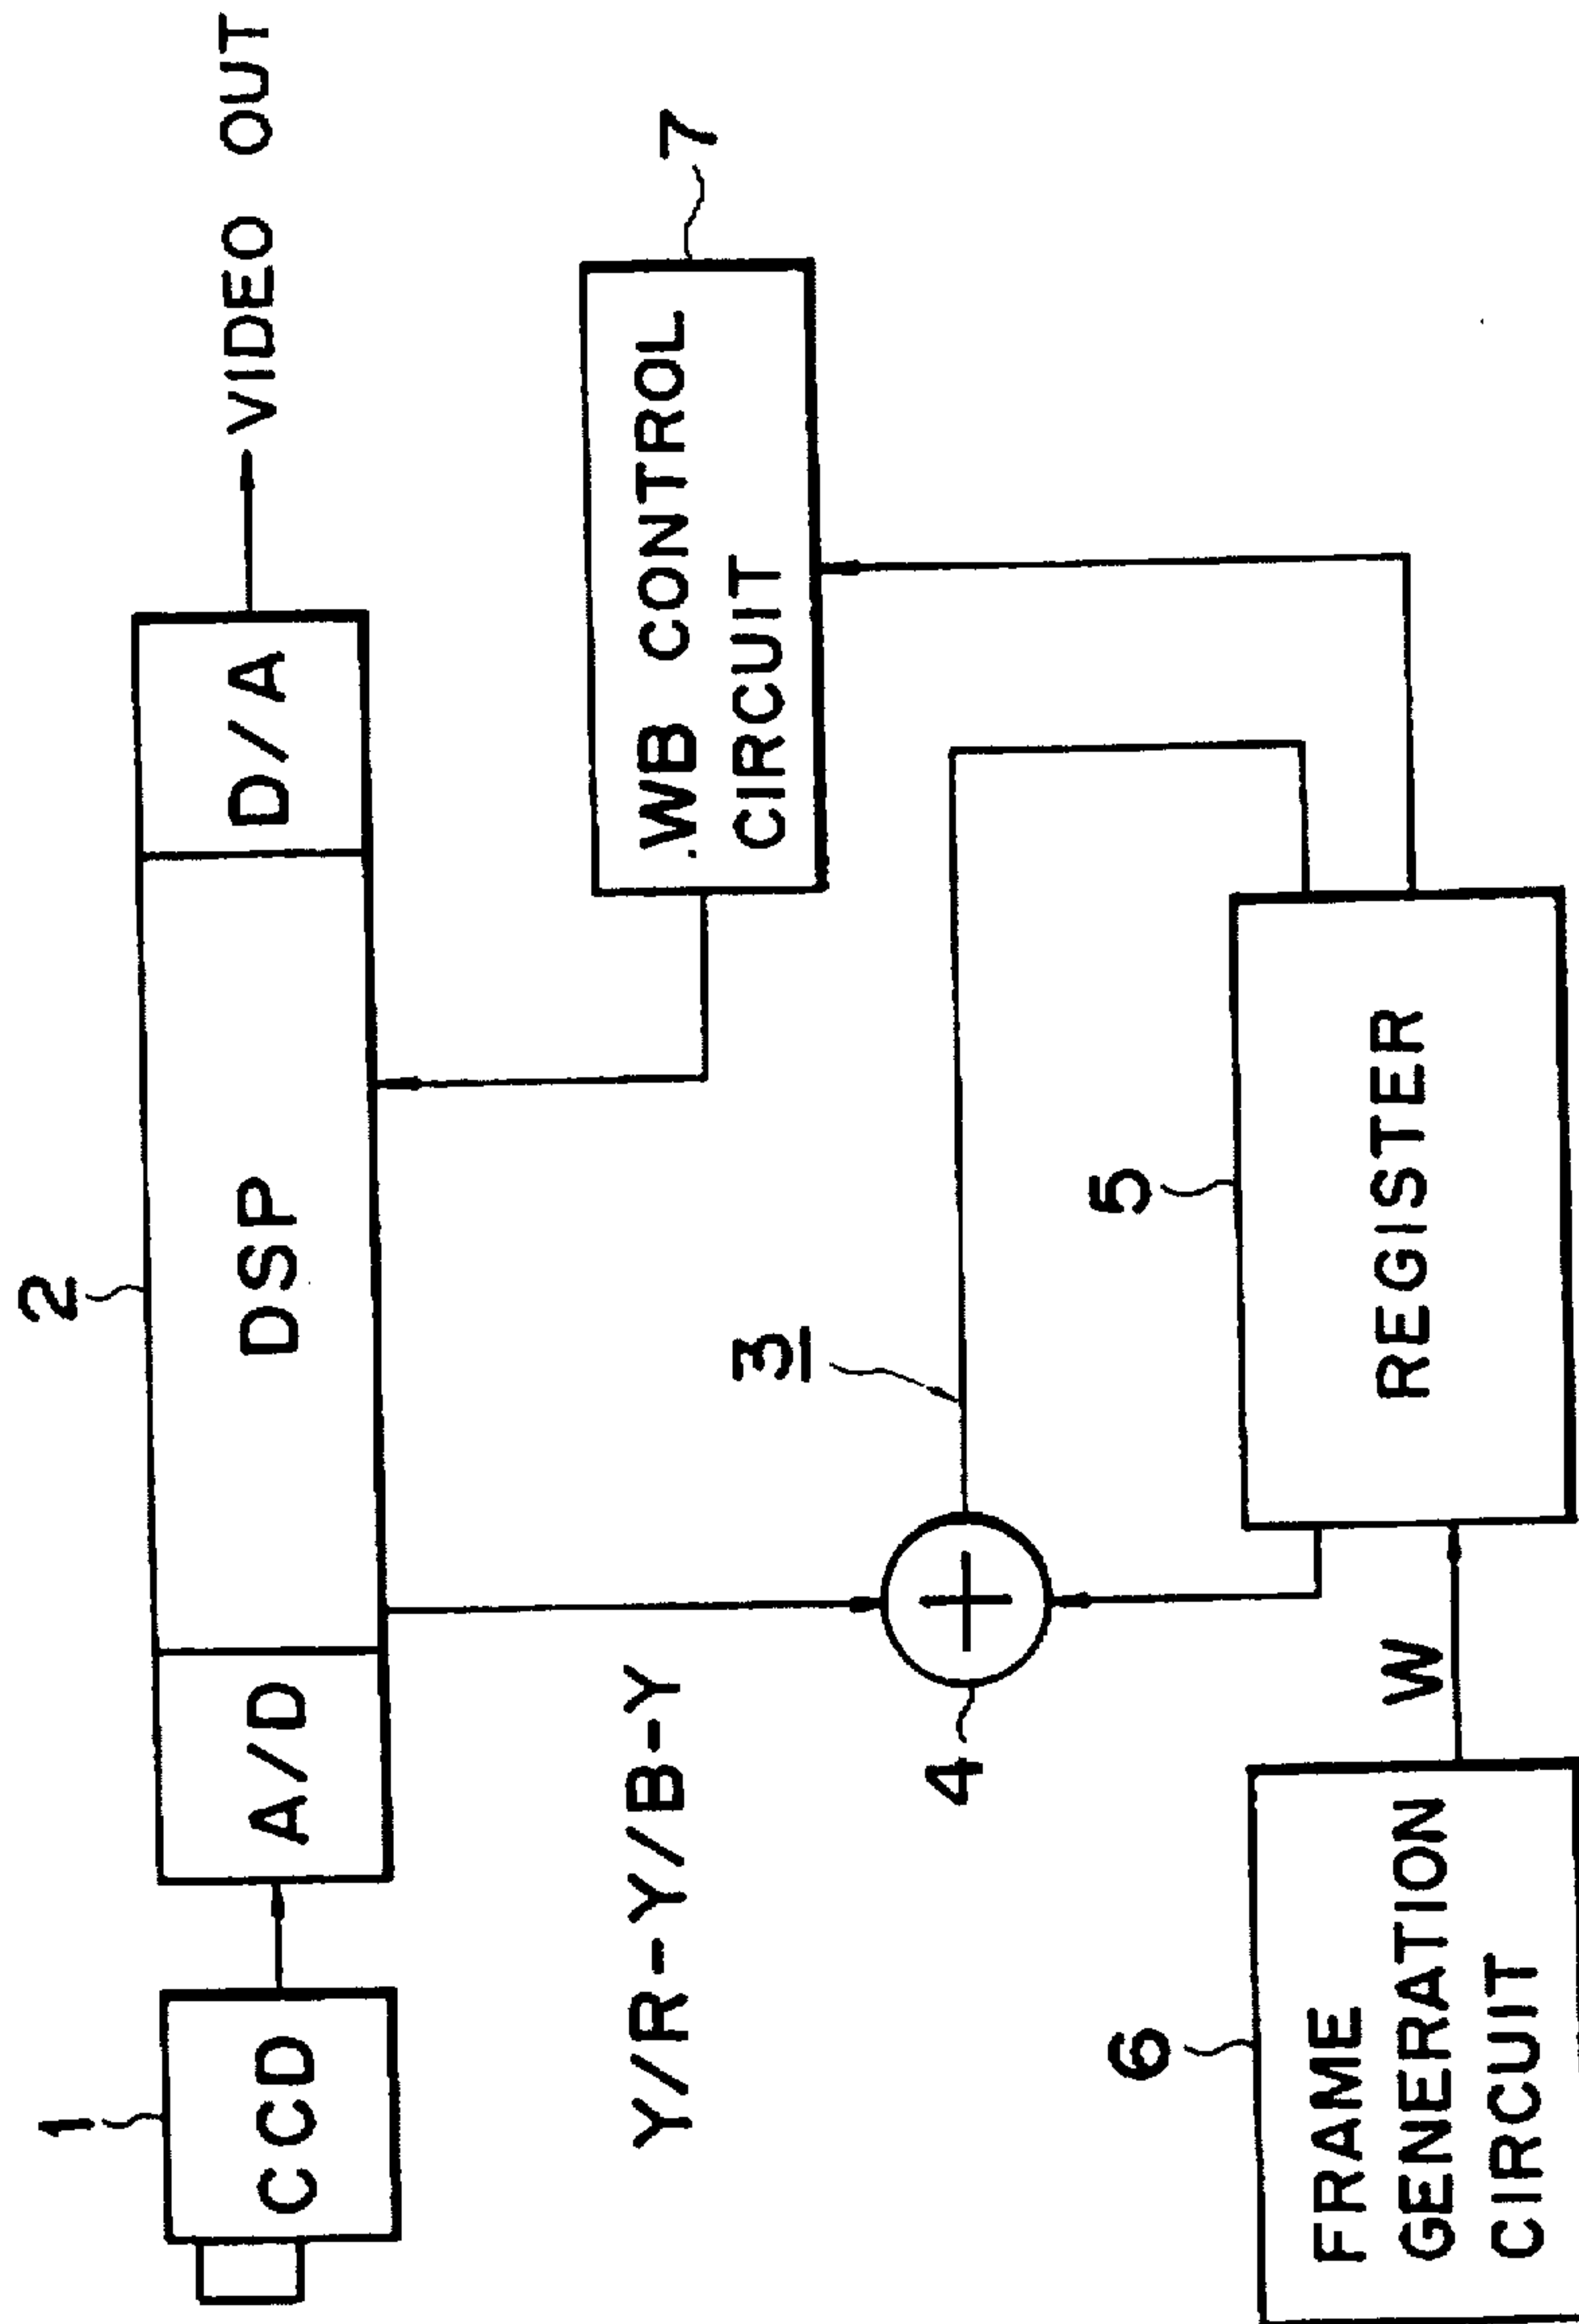 1
CCD
2
A/D
DSP
D/A
VIDEO OUT
Y/R-Y/B-Y
3
4
WB CONTROL
CIRCUIT
7
5
REGISTER
W
6
FRAME
GENERATION
CIRCUIT